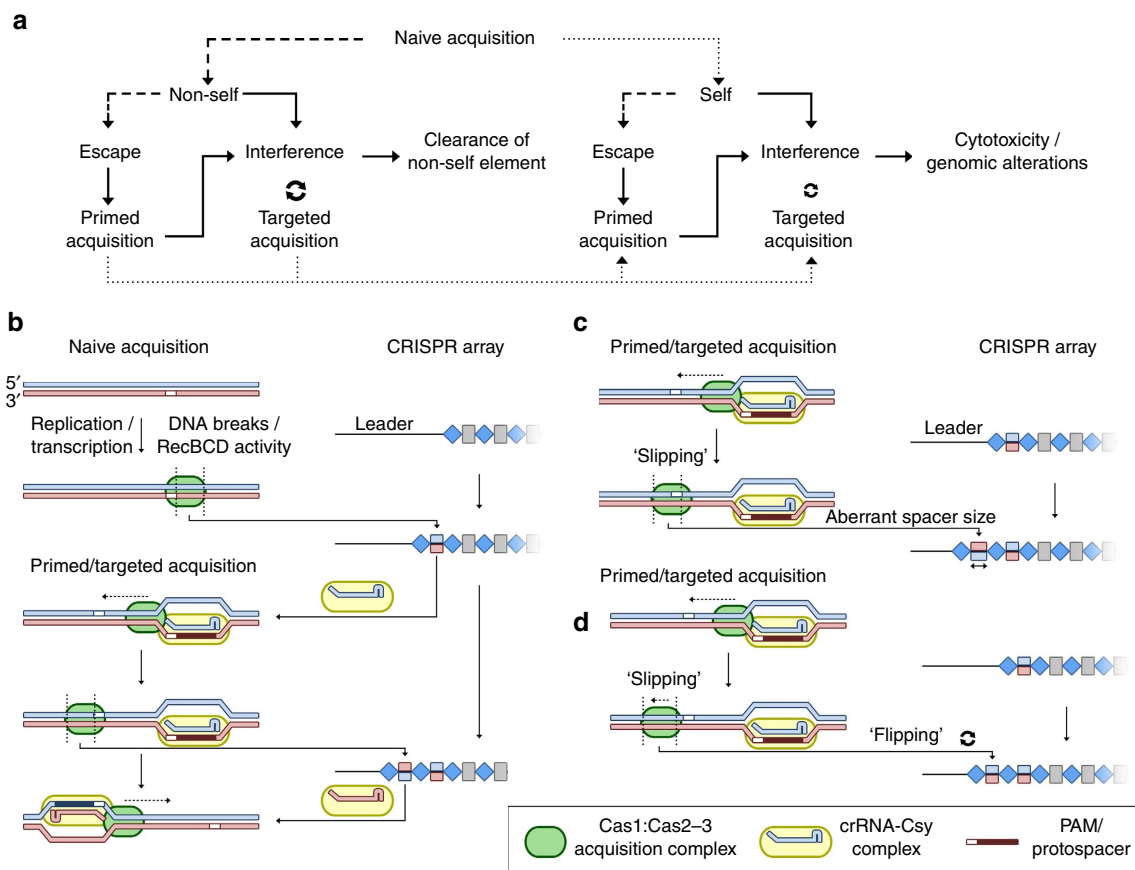 a
Naive acquisition
Non-self
Self
Escape
Interference
Clearance of
non-self element
Escape
Interference
Cytotoxicity /
genomic alterations
Primed
acquisition
Targeted
acquisition
Primed
acquisition
Targeted
acquisition
b
Naive acquisition
CRISPR array
5′
3′
Replication /
transcription
DNA breaks /
RecBCD activity
Leader
Primed/targeted acquisition
c
Primed/targeted acquisition
CRISPR array
Leader
‘Slipping’
Aberrant spacer size
Primed/targeted acquisition
d
‘Slipping’
‘Flipping’
Cas1:Cas2–3
acquisition complex
crRNA-Csy
complex
PAM/
protospacer